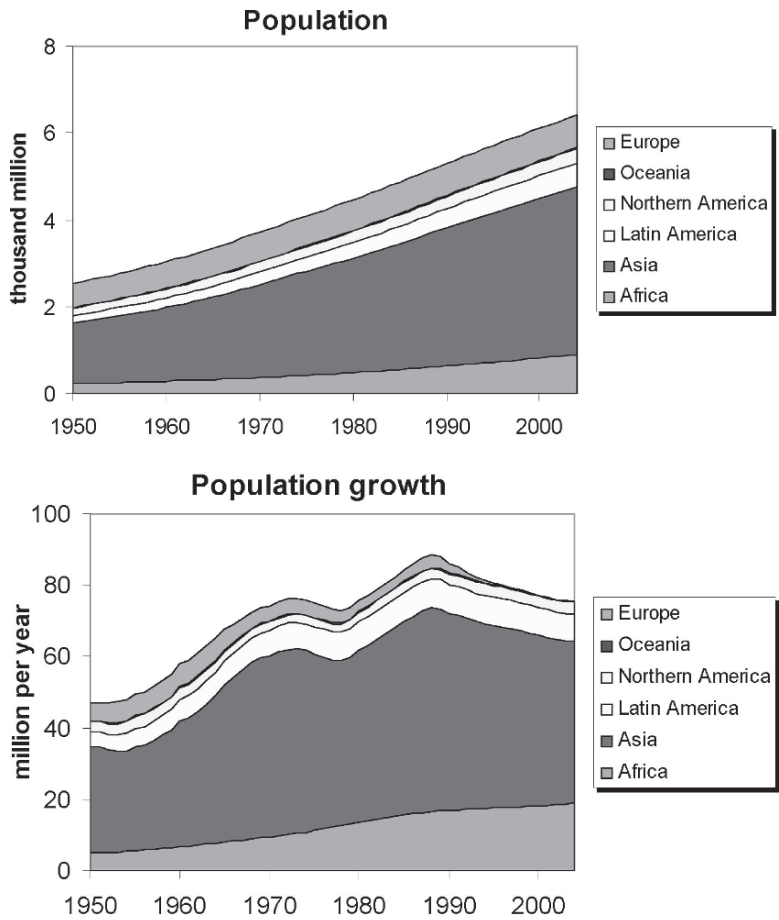 Population
8
6
4
2
0
thousand million
1950 1960 1970 1980 1990 2000
Europe
Oceania
Northern America
Latin America
Asia
Africa
Population growth
100
80
60
40
20
0
million per year
1950 1960 1970 1980 1990 2000
Europe
Oceania
Northern America
Latin America
Asia
Africa